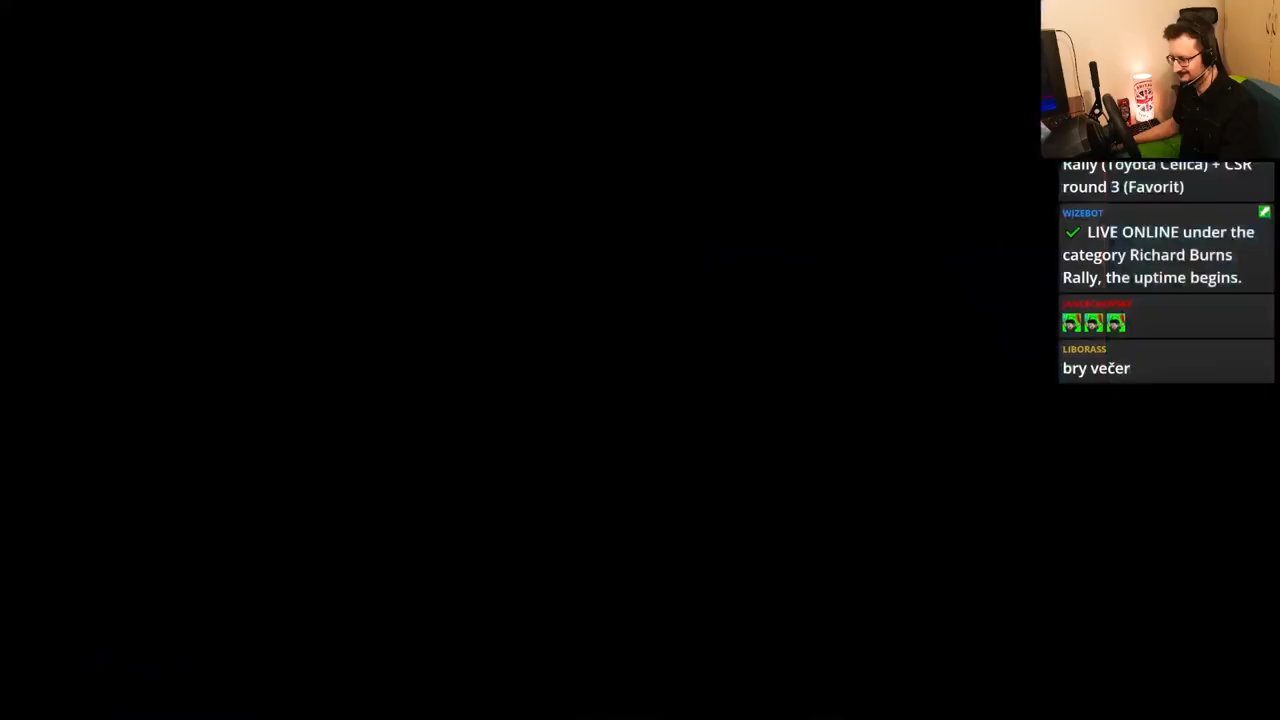 Rally (Toyota Celica) + CSR
round 3 (Favorit)
WIZEBOT
LIVE ONLINE under the
category Richard Burns
Rally, the uptime begins.
LIBORASS
bry večer